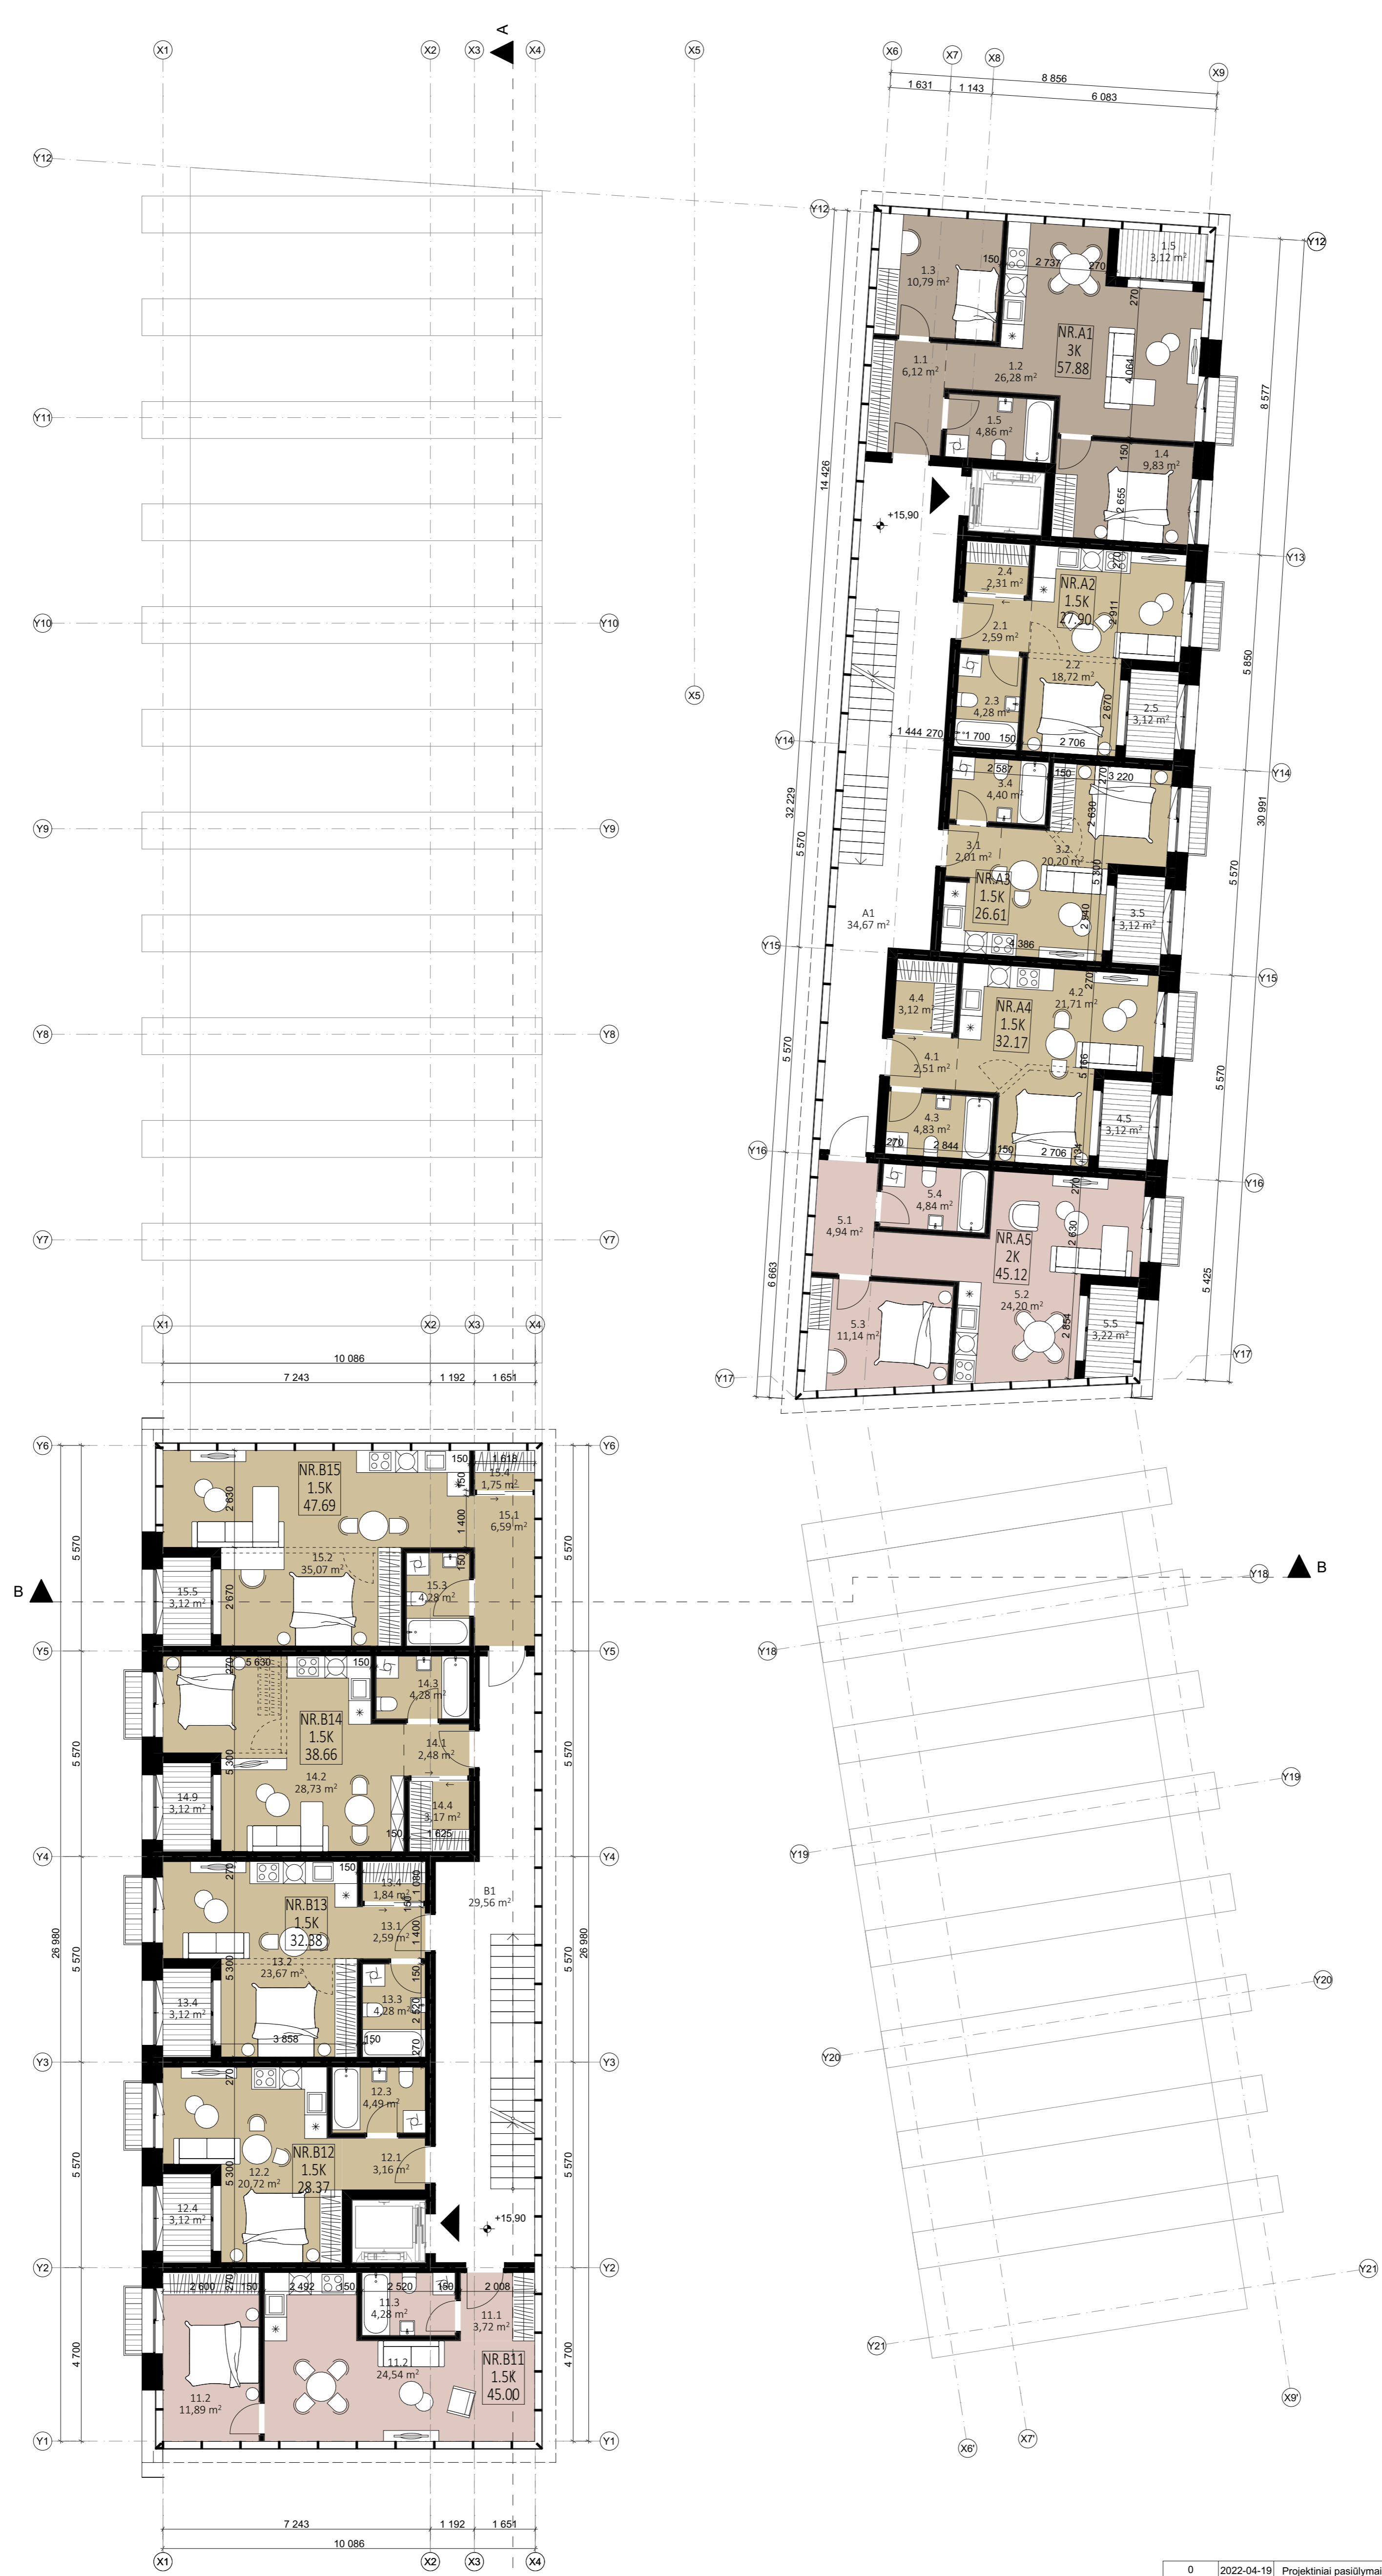 A
X1
X2
X3
X4
X5
X6
X7
X8
X9
8 856
1 631
1 143
6 083
Y12
Y12
Y12
1.3
10,79 m²
150
2 737
270
1.5
3,12 m²
270
NR.A1
3K
57.88
1.1
6,12 m²
1.2
26,28 m²
4 064
8 577
Y11
1.5
4,86 m²
150
1.4
9,83 m²
14 426
2 655
+15,90
Y13
270
2.4
2,31 m²
NR.A2
1.5K
27.90
2 911
Y10
Y10
2.1
2,59 m²
2.2
18,72 m²
5 850
X5
2.3
4,28 m²
2 670
2.5
3,12 m²
1 444
270
1 700
150
2 706
Y14
Y14
2 587
150
270
3 220
3.4
4,40 m²
32 229
30 991
2 630
Y9
Y9
5 570
3.1
2,01 m²
3.2
20,20 m²
5 300
5 570
NR.A3
1.5K
26.61
A1
34,67 m²
2 940
3.5
3,12 m²
4 386
Y15
Y15
270
4.4
3,12 m²
NR.A4
1.5K
32.17
4.2
21,71 m²
Y8
Y8
5 570
4.1
2,51 m²
5 166
5 570
4.3
4,83 m²
4.5
3,12 m²
270
2 844
150
2 706
134
Y16
Y16
270
5.4
4,84 m²
5.1
4,94 m²
NR.A5
2K
45.12
2 630
Y7
Y7
6 663
5.2
24,20 m²
5.3
11,14 m²
2 854
5.5
3,22 m²
5 425
Y17
Y17
X1
X2
X3
X4
10 086
7 243
1 192
1 651
Y6
Y6
NR.B15
1.5K
47.69
150
1 618
15.4
1,75 m²
150
2 630
1 400
15.1
6,59 m²
5 570
5 570
15.2
35,07 m²
150
15.3
4,28 m²
15.5
3,12 m²
2 670
B
B
Y18
Y18
Y5
Y5
270
5 630
150
14.3
4,28 m²
NR.B14
1.5K
38.66
14.1
2,48 m²
5 570
5 300
5 570
14.2
28,73 m²
14.9
3,12 m²
14.4
3,17 m²
150
1 625
Y19
Y19
Y4
Y4
270
150
13.4
1,84 m²
1 080
150
B1
29,56 m²
NR.B13
1.5K
32.38
13.1
2,59 m²
1 400
26 980
5 570
5 570
26 980
13.2
23,67 m²
5 300
150
13.3
4,28 m²
2 520
13.4
3,12 m²
3 858
150
270
Y20
Y20
Y3
Y3
270
12.3
4,49 m²
NR.B12
1.5K
28.37
12.1
3,16 m²
5 570
5 300
5 570
12.2
20,72 m²
12.4
3,12 m²
+15,90
Y2
Y2
Y21
Y21
2 600
270
150
2 492
150
2 520
150
2 008
11.3
4,28 m²
11.1
3,72 m²
4 700
4 700
11.2
24,54 m²
NR.B11
1.5K
45.00
11.2
11,89 m²
X9'
X7'
X6'
Y1
Y1
7 243
1 192
1 651
10 086
X1
X2
X3
X4
0
2022-04-19
Projektiniai pasiūlymai